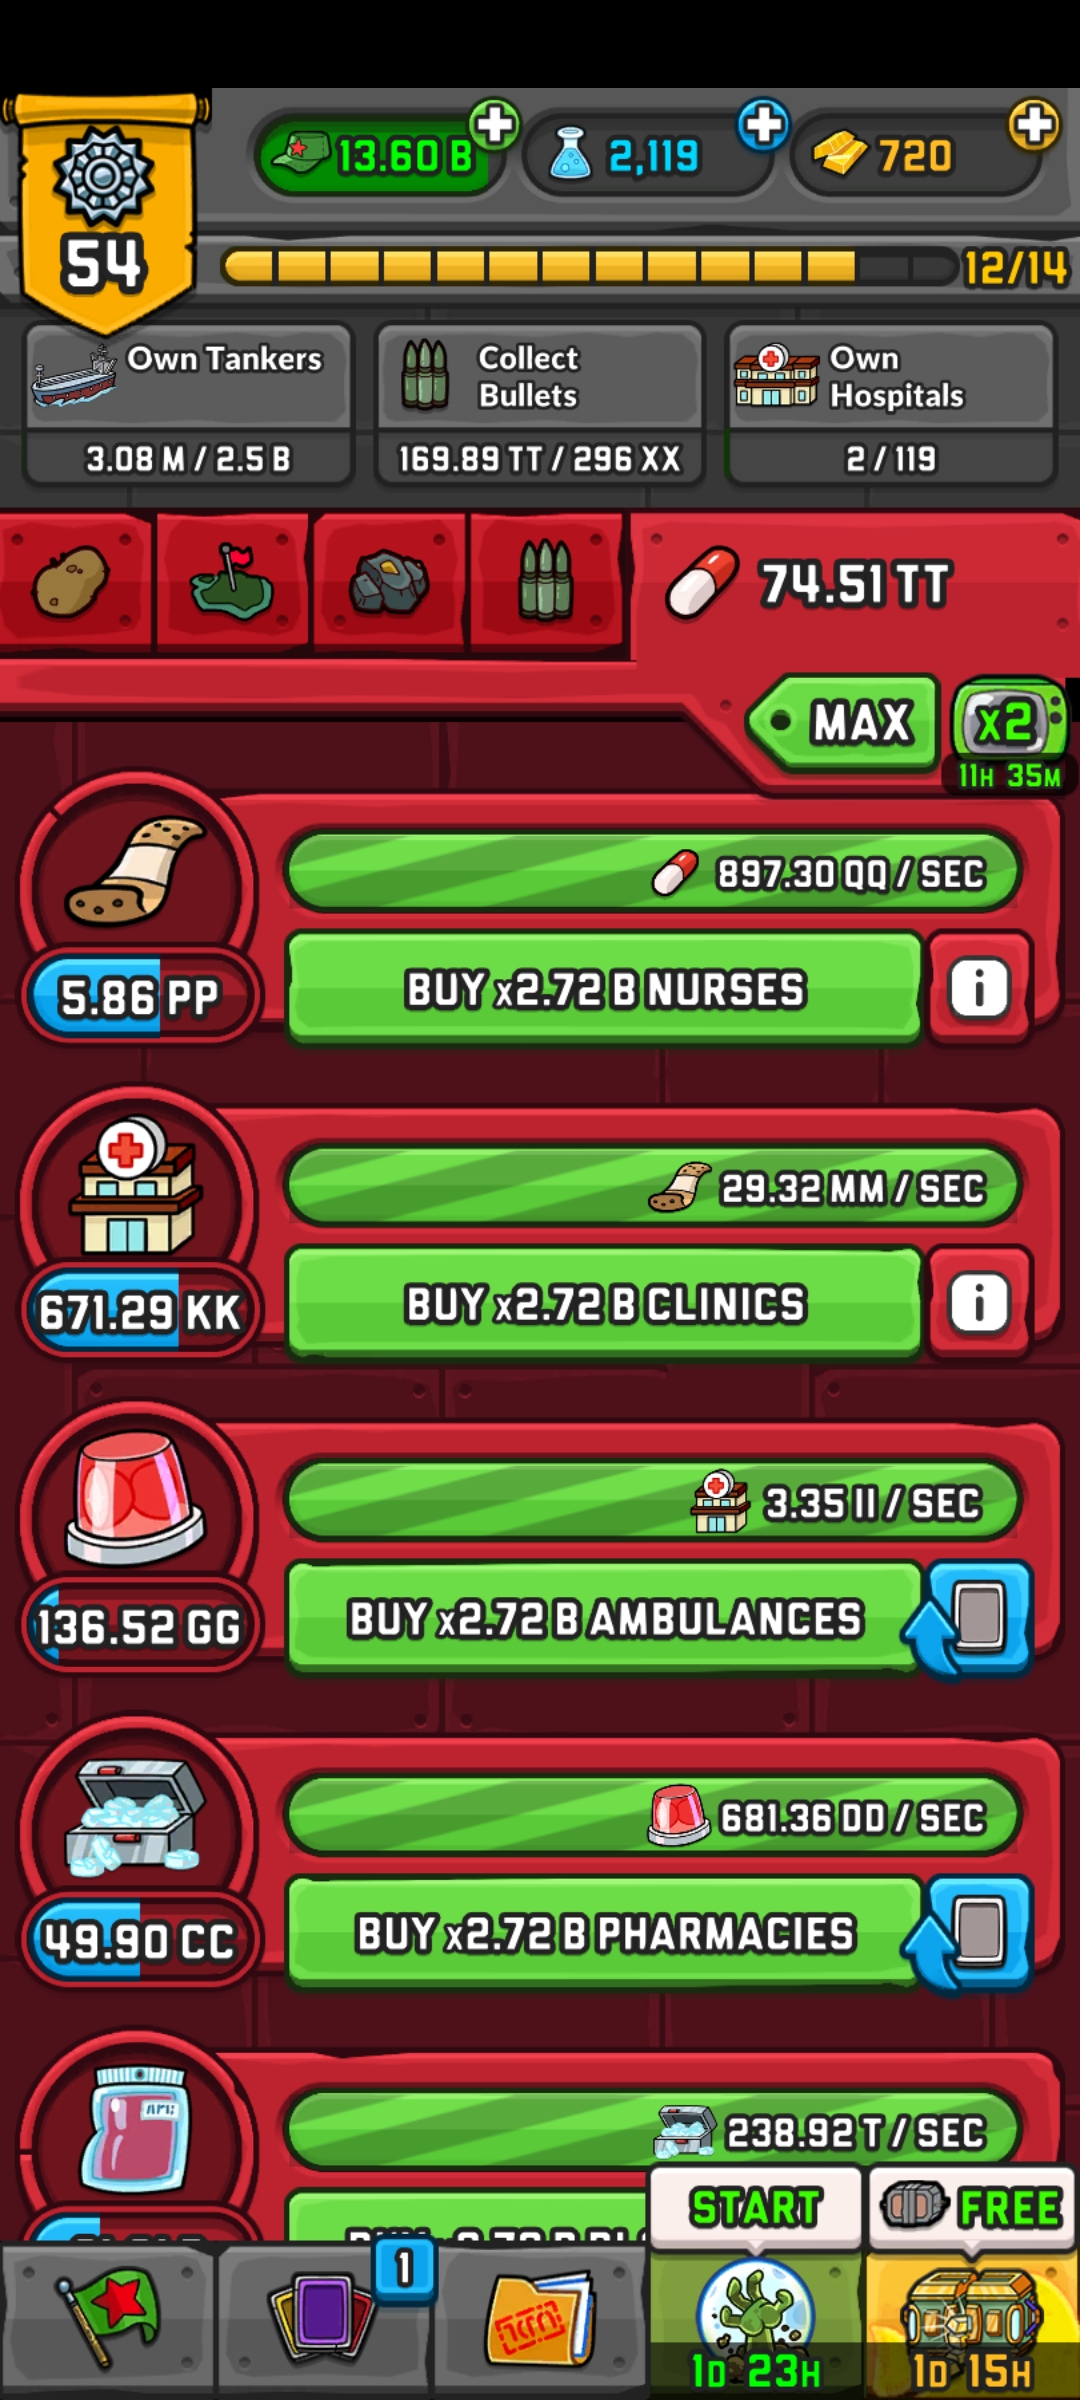 13.60 B
2,119
720
54
12/14
Own Tankers
3.08 M / 2.5 B
Collect
Bullets
169.89 TT / 296 XX
Own
Hospitals
2 / 119
74.51 TT
MAX
x2
11H 35M
897.30 QQ / SEC
5.86 PP
BUY x2.72 B NURSES
i
29.32 MM / SEC
671.29 KK
BUY x2.72 B CLINICS
i
3.35 II / SEC
136.52 GG
BUY x2.72 B AMBULANCES
681.36 DD / SEC
49.90 CC
BUY x2.72 B PHARMACIES
238.92 T / SEC
START
FREE
1
1D 23H
1D 15H